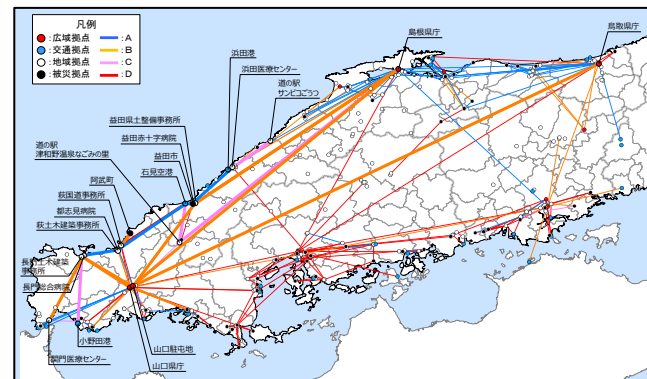 凡例
●:広域拠点 ━:A
●:交通拠点 ━:B
○:地域拠点 ━:C
●:被災拠点 ━:D
島根県庁
鳥取県庁
浜田港
浜田医療センター
道の駅
サンピコごうつ
益田県土整備事務所
益田赤十字病院
益田市
石見空港
道の駅
津和野温泉なごみの里
阿武町
萩国道事務所
都志見病院
萩土木建築事務所
長門土木建築
事務所
長門総合病院
小野田港
関門医療センター
山口駐屯地
山口県庁